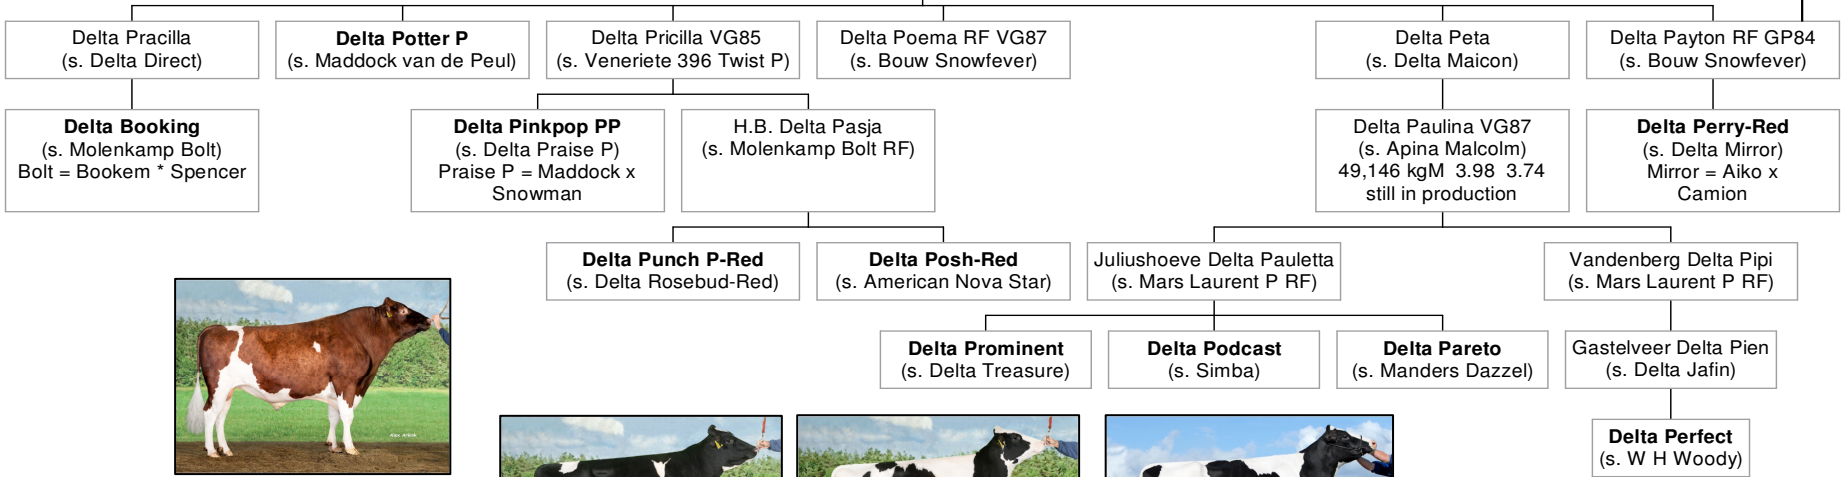 Delta Pracilla
(s. Delta Direct)
Delta Potter P
(s. Maddock van de Peul)
Delta Pricilla VG85
(s. Veneriete 396 Twist P)
Delta Poema RF VG87
(s. Bouw Snowfever)
Delta Peta
(s. Delta Maicon)
Delta Payton RF GP84
(s. Bouw Snowfever)
Delta Booking
(s. Molenkamp Bolt)
Bolt = Bookem * Spencer
Delta Pinkpop PP
(s. Delta Praise P)
Praise P = Maddock x
Snowman
H.B. Delta Pasja
(s. Molenkamp Bolt RF)
Delta Paulina VG87
(s. Apina Malcolm)
49,146 kgM 3.98 3.74
still in production
Delta Perry-Red
(s. Delta Mirror)
Mirror = Aiko x
Camion
Delta Punch P-Red
(s. Delta Rosebud-Red)
Delta Posh-Red
(s. American Nova Star)
Juliushoeve Delta Pauletta
(s. Mars Laurent P RF)
Vandenberg Delta Pipi
(s. Mars Laurent P RF)
Delta Prominent
(s. Delta Treasure)
Delta Podcast
(s. Simba)
Delta Pareto
(s. Manders Dazzel)
Gastelveer Delta Pien
(s. Delta Jafin)
Delta Perfect
(s. W H Woody)